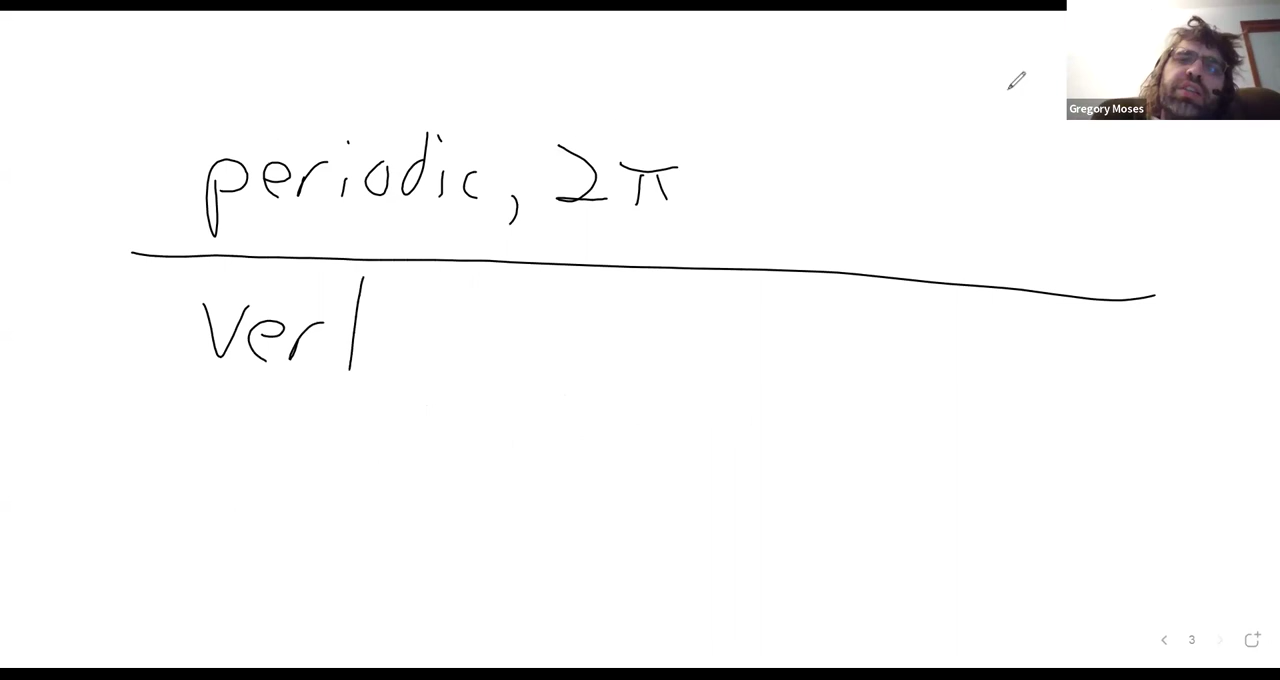 Gregory Moses
periodic, 2π
ver
3